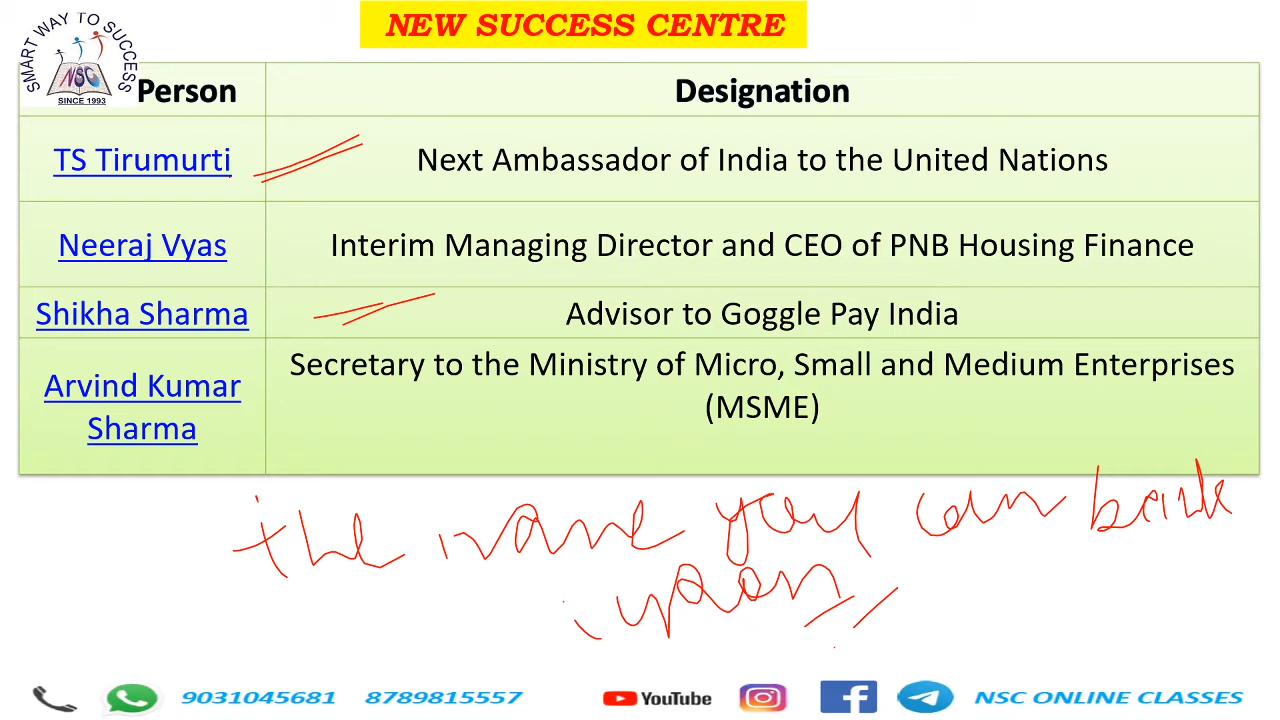 NEW SUCCESS CENTRE
SMART WAY TO SUCCESS
NSC
SINCE 1993
Person Designation
TS Tirumurti Next Ambassador of India to the United Nations
Neeraj Vyas Interim Managing Director and CEO of PNB Housing Finance
Shikha Sharma Advisor to Goggle Pay India
Arvind Kumar Sharma Secretary to the Ministry of Micro, Small and Medium Enterprises
(MSME)
the name you can bank
upon
9031045681 8789815557 YouTube NSC ONLINE CLASSES